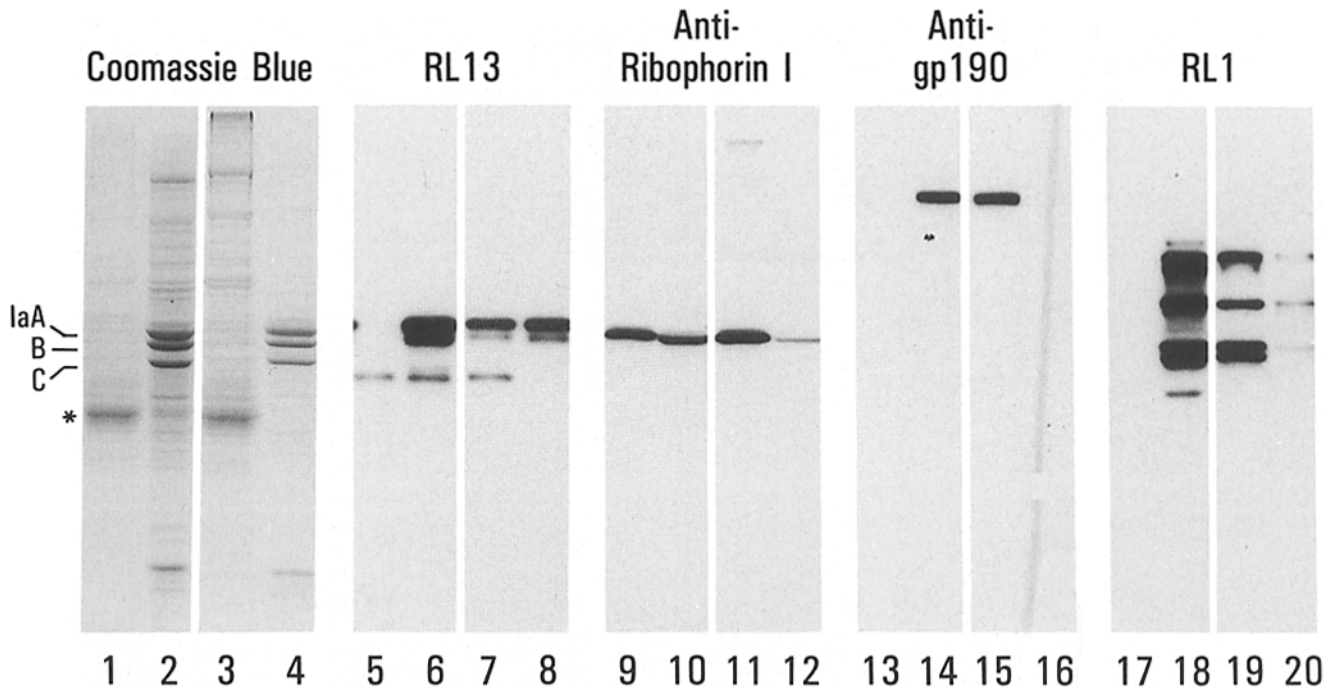 Coomassie Blue
RL13
Anti-
Ribophorin I
Anti-
gp190
RL1
IaA
B
C
*
1 2 3 4 5 6 7 8 9 10 11 12 13 14 15 16 17 18 19 20